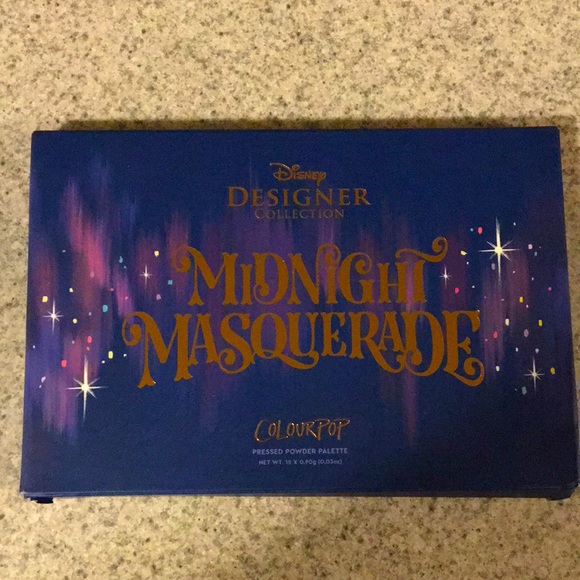 Disney
DESIGNER
COLLECTION
MIDNIGHT
MASQUERADE
COLOURPOP
PRESSED POWDER PALETTE
NET WT. 15 X 0.90g (0.03oz)